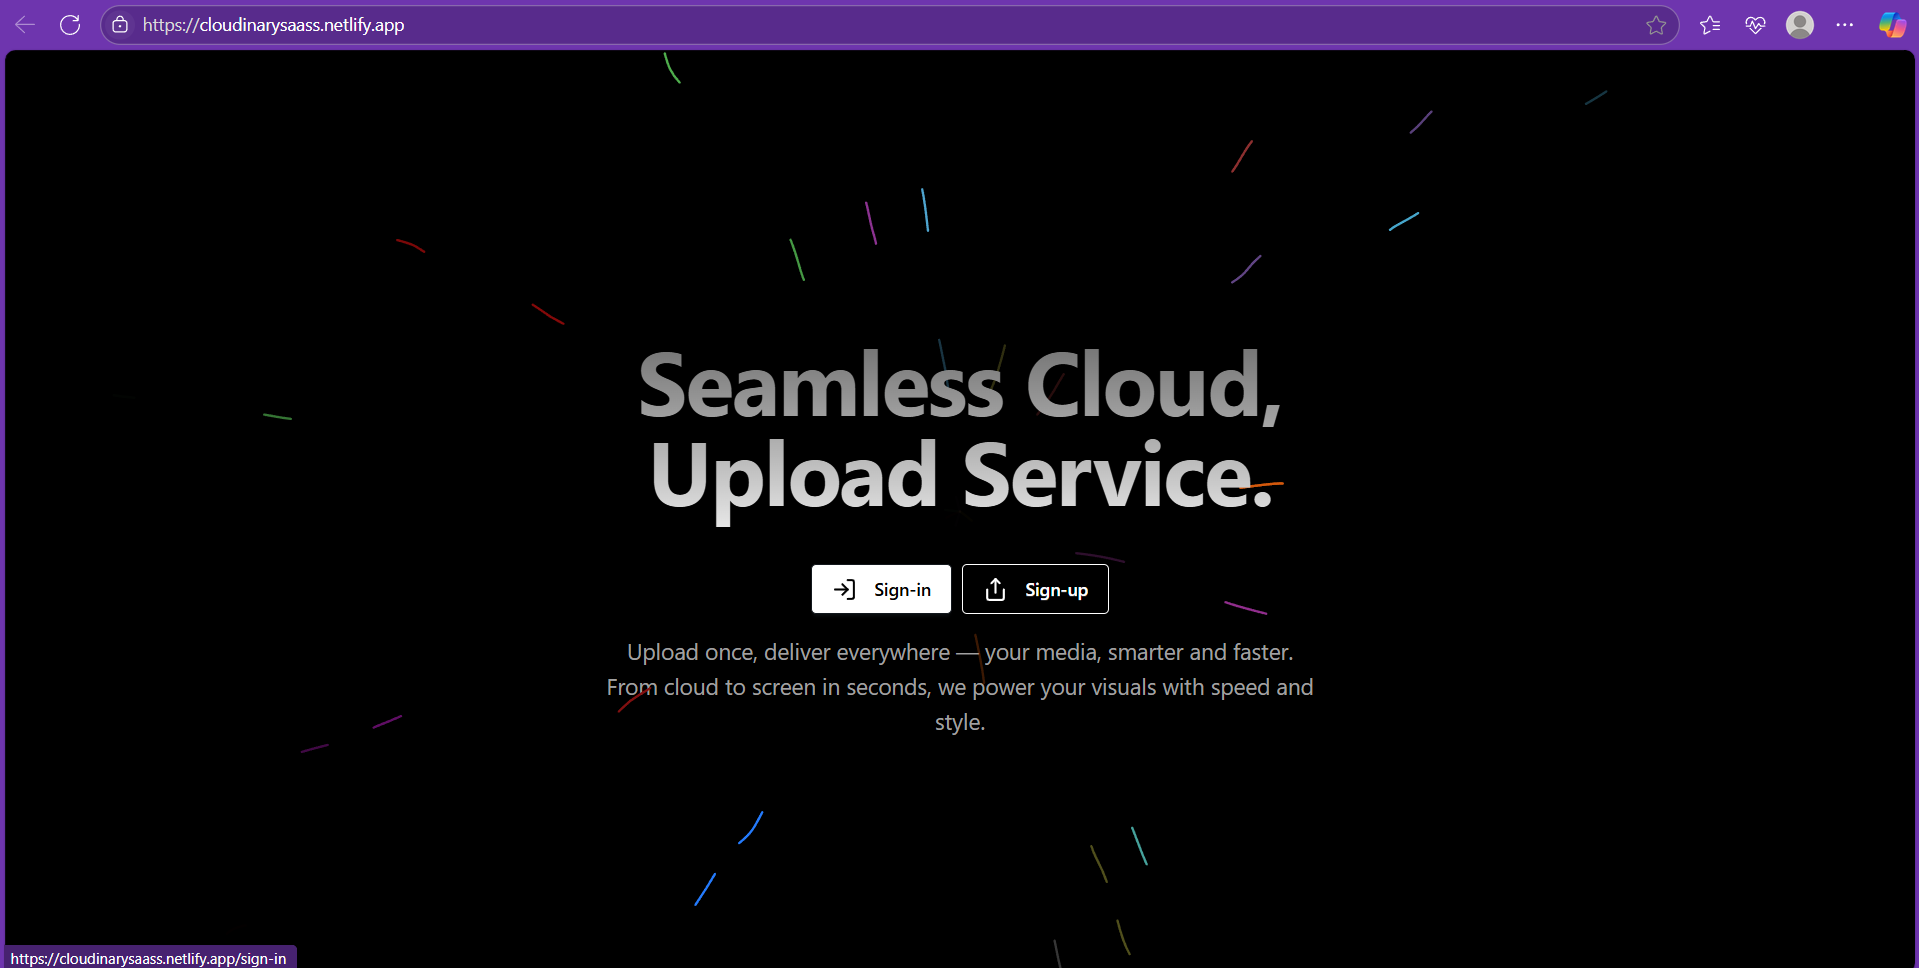 https://cloudinarysaass.netlify.app
Seamless Cloud,
Upload Service.
Sign-in
Sign-up
Upload once, deliver everywhere — your media, smarter and faster.
From cloud to screen in seconds, we power your visuals with speed and
style.
https://cloudinarysaass.netlify.app/sign-in